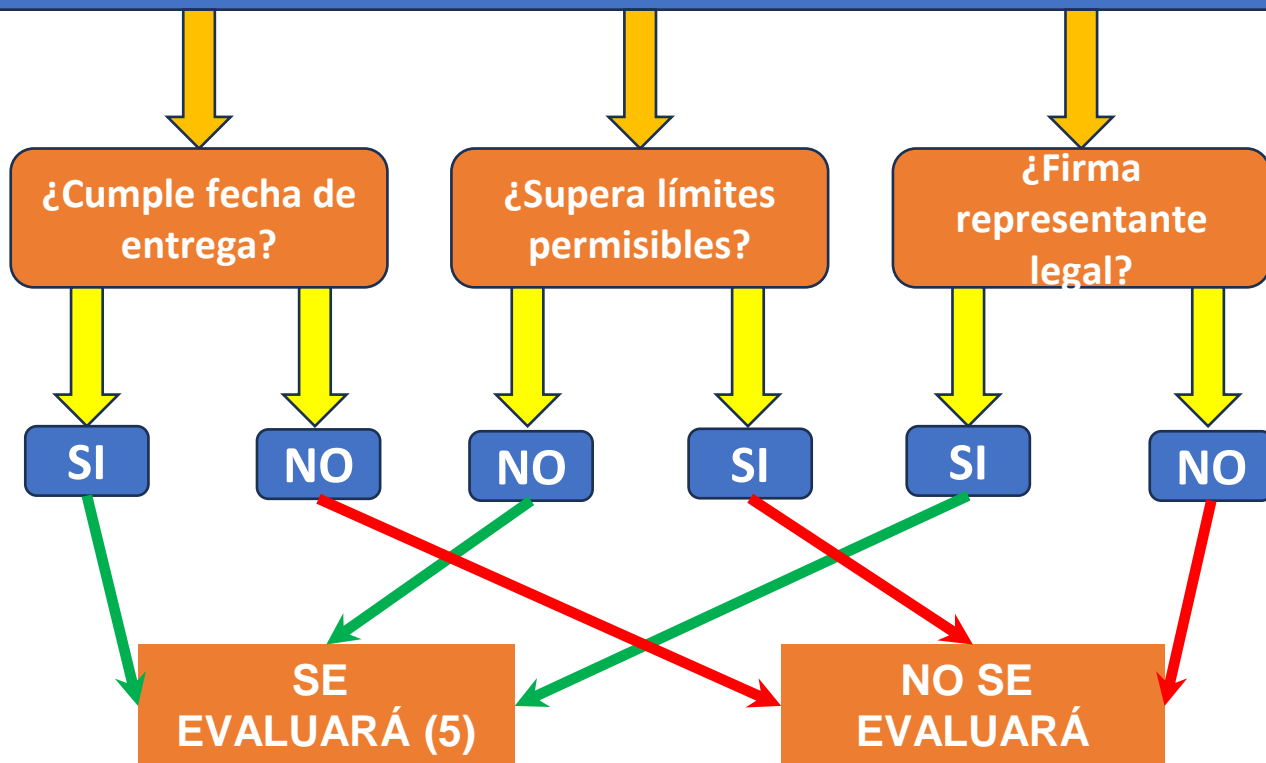 ¿Cumple fecha de
entrega?
¿Supera límites
permisibles?
¿Firma
representante
legal?
SI
NO
NO
SI
SI
NO
SE
EVALUARÁ (5)
NO SE
EVALUARÁ